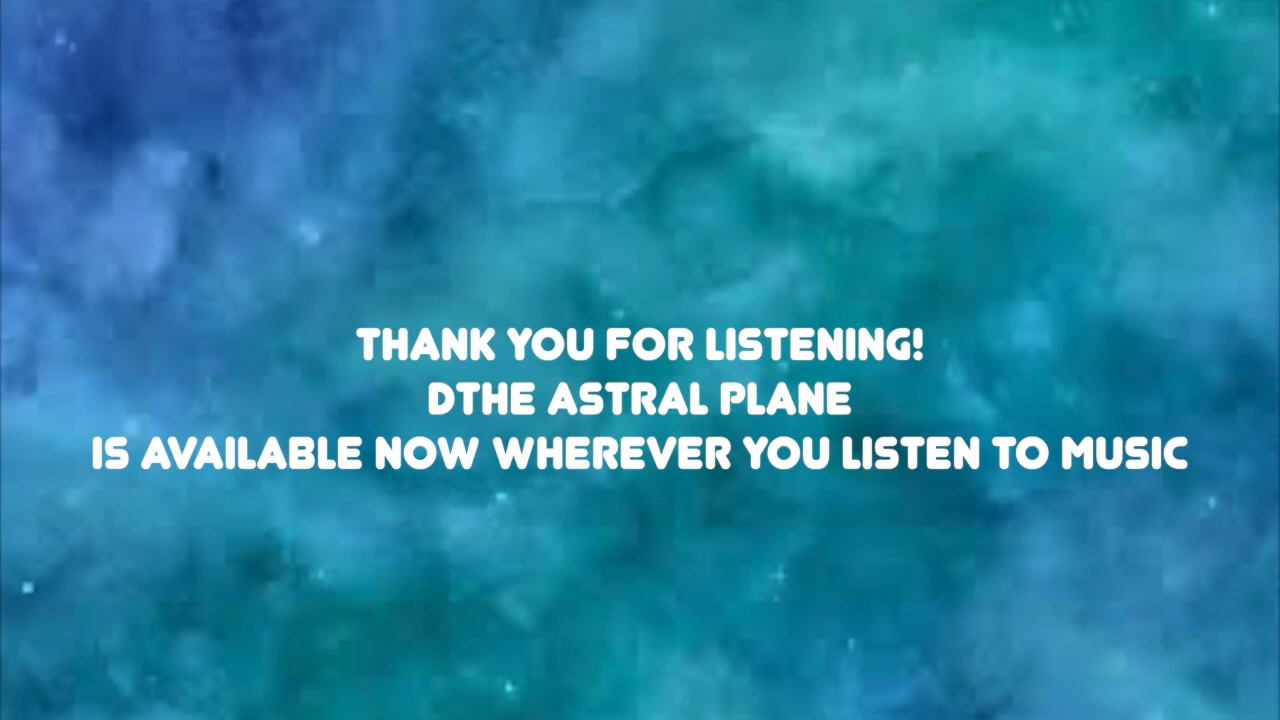 THANK YOU FOR LISTENING!
DTHE ASTRAL PLANE
IS AVAILABLE NOW WHEREVER YOU LISTEN TO MUSIC